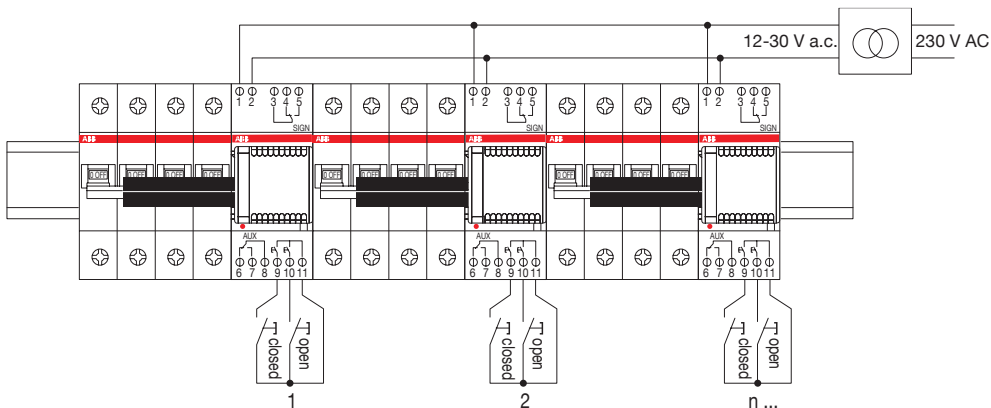 12-30 V a.c.
230 V AC
1 2 3 4 5
SIGN
1 2 3 4 5
SIGN
1 2 3 4 5
SIGN
ABB
ABB
ABB
ABB
ABB
ABB
0 OFF 0 OFF 0 OFF 0 OFF
0 OFF 0 OFF 0 OFF 0 OFF
0 OFF 0 OFF 0 OFF 0 OFF
AUX
6 7 8 9 10 11
AUX
6 7 8 9 10 11
AUX
6 7 8 9 10 11
closed
open
closed
open
closed
open
1
2
n ...